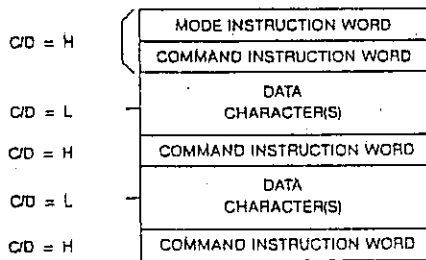 MODE INSTRUCTION WORD
C/D = H
COMMAND INSTRUCTION WORD
C/D = L
DATA
CHARACTER(S)
C/D = H COMMAND INSTRUCTION WORD
C/D = L
DATA
CHARACTER(S)
C/D = H COMMAND INSTRUCTION WORD